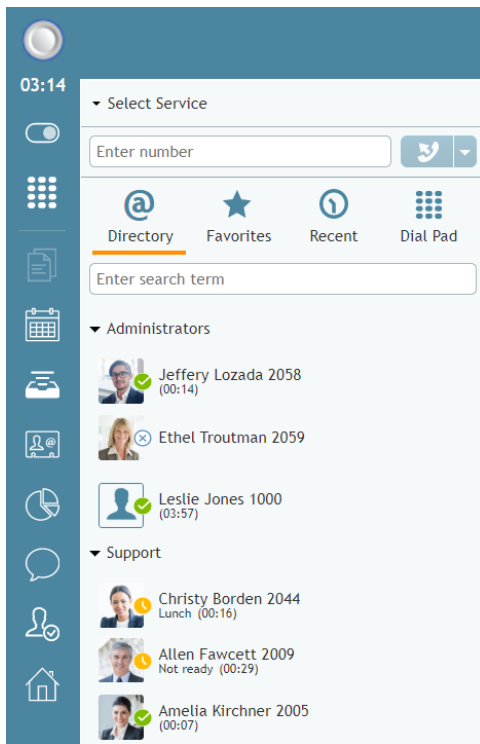 03:14
Select Service
Enter number
Directory Favorites Recent Dial Pad
Enter search term
Administrators
Jeffery Lozada 2058
(00:14)
Ethel Troutman 2059
Leslie Jones 1000
(03:57)
Support
Christy Borden 2044
Lunch (00:16)
Allen Fawcett 2009
Not ready (00:29)
Amelia Kirchner 2005
(00:07)